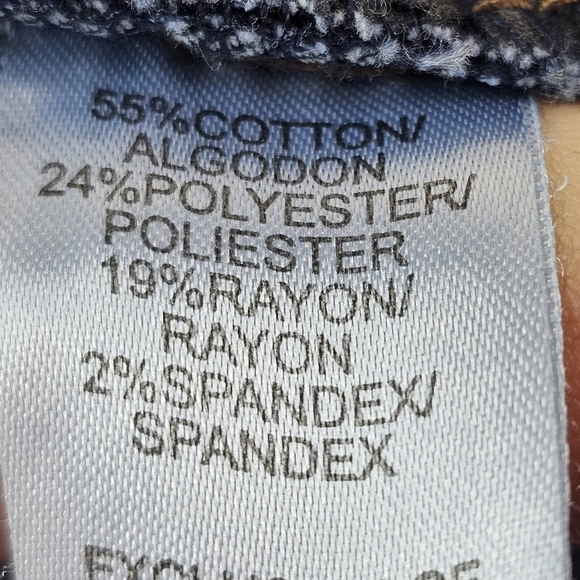 55%COTTON/
ALGODON
24%POLYESTER/
POLIESTER
19%RAYON/
RAYON
2%SPANDEX/
SPANDEX